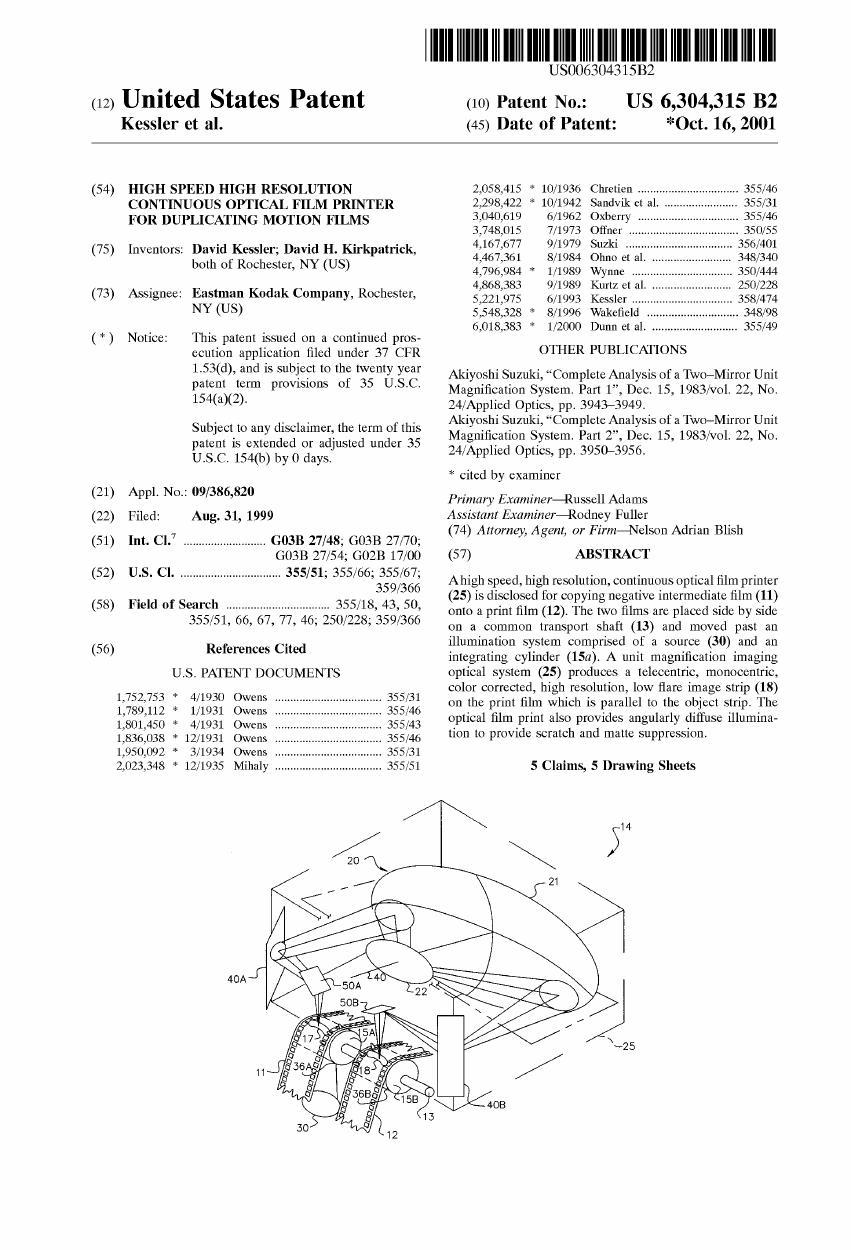 US006304315B2
(12) United States Patent
Kessler et al.
(10) Patent No.: US 6,304,315 B2
(45) Date of Patent: *Oct. 16, 2001
(54) HIGH SPEED HIGH RESOLUTION
CONTINUOUS OPTICAL FILM PRINTER
FOR DUPLICATING MOTION FILMS
(75) Inventors: David Kessler; David H. Kirkpatrick,
both of Rochester, NY (US)
(73) Assignee: Eastman Kodak Company, Rochester,
NY (US)
( * ) Notice: This patent issued on a continued pros-
ecution application filed under 37 CFR
1.53(d), and is subject to the twenty year
patent term provisions of 35 U.S.C.
154(a)(2).
Subject to any disclaimer, the term of this
patent is extended or adjusted under 35
U.S.C. 154(b) by 0 days.
(21) Appl. No.: 09/386,820
(22) Filed: Aug. 31, 1999
(51) Int. Cl.7 ........................... G03B 27/48; G03B 27/70;
G03B 27/54; G02B 17/00
(52) U.S. Cl. ................................. 355/51; 355/66; 355/67;
359/366
(58) Field of Search .................................. 355/18, 43, 50,
355/51, 66, 67, 77, 46; 250/228; 359/366
(56) References Cited
U.S. PATENT DOCUMENTS
1,752,753 * 4/1930 Owens ................................... 355/31
1,789,112 * 1/1931 Owens ................................... 355/46
1,801,450 * 4/1931 Owens ................................... 355/43
1,836,038 * 12/1931 Owens ................................... 355/46
1,950,092 * 3/1934 Owens ................................... 355/31
2,023,348 * 12/1935 Mihaly ................................... 355/51
2,058,415 * 10/1936 Chretien ................................. 355/46
2,298,422 * 10/1942 Sandvik et al. ........................ 355/31
3,040,619 6/1962 Oxberry ................................. 355/46
3,748,015 7/1973 Offner .................................... 350/55
4,167,677 9/1979 Suzki ................................... 356/401
4,467,361 8/1984 Ohno et al. .......................... 348/340
4,796,984 * 1/1989 Wynne .................................. 350/444
4,868,383 9/1989 Kurtz et al. .......................... 250/228
5,221,975 6/1993 Kessler ................................. 358/474
5,548,328 * 8/1996 Wakefield .............................. 348/98
6,018,383 * 1/2000 Dunn et al. ............................ 355/49
OTHER PUBLICATIONS
Akiyoshi Suzuki, “Complete Analysis of a Two–Mirror Unit
Magnification System. Part 1”, Dec. 15, 1983/vol. 22, No.
24/Applied Optics, pp. 3943–3949.
Akiyoshi Suzuki, “Complete Analysis of a Two–Mirror Unit
Magnification System. Part 2”, Dec. 15, 1983/vol. 22, No.
24/Applied Optics, pp. 3950–3956.
* cited by examiner
Primary Examiner—Russell Adams
Assistant Examiner—Rodney Fuller
(74) Attorney, Agent, or Firm—Nelson Adrian Blish
(57) ABSTRACT
A high speed, high resolution, continuous optical film printer
(25) is disclosed for copying negative intermediate film (11)
onto a print film (12). The two films are placed side by side
on a common transport shaft (13) and moved past an
illumination system comprised of a source (30) and an
integrating cylinder (15a). A unit magnification imaging
optical system (25) produces a telecentric, monocentric,
color corrected, high resolution, low flare image strip (18)
on the print film which is parallel to the object strip. The
optical film print also provides angularly diffuse illumina-
tion to provide scratch and matte suppression.
5 Claims, 5 Drawing Sheets
14
20
21
40A
50A
40
22
50B
17
15A
25
11
36A
18
36B
15B
13
40B
30
12